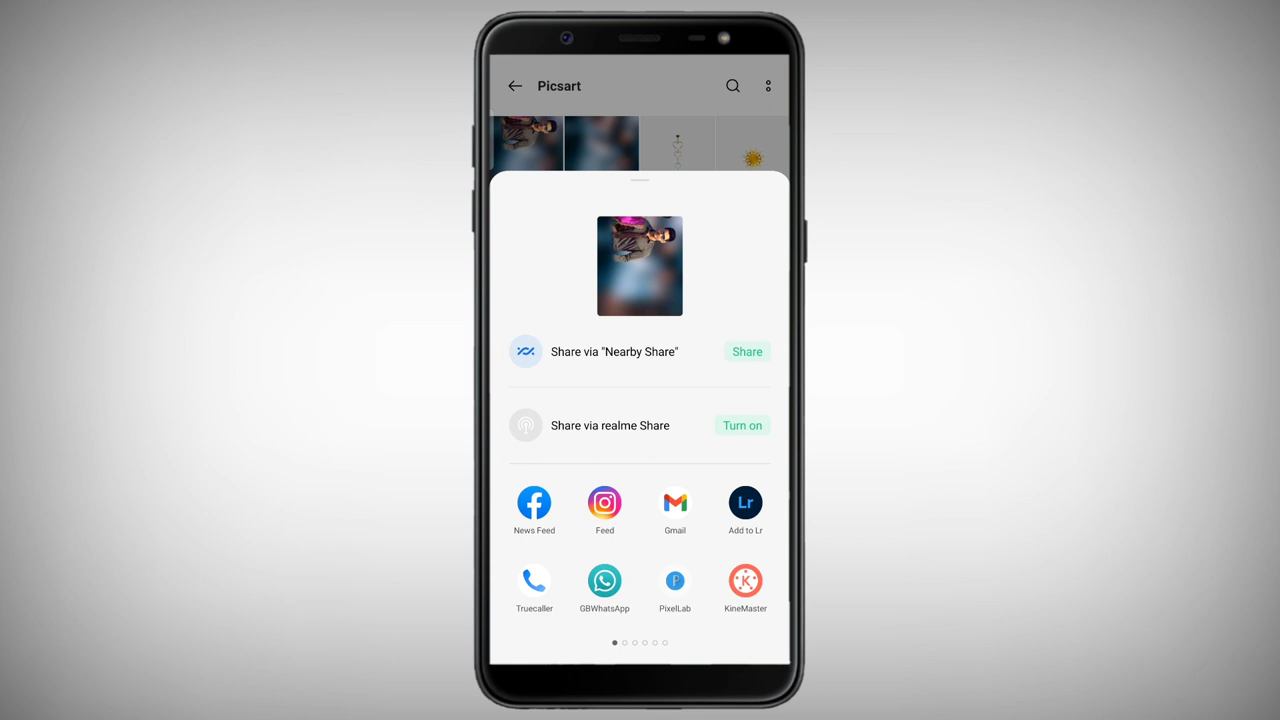 Picsart
Share via "Nearby Share"
Share
Share via realme Share
Turn on
Lr
News Feed
Feed
Gmail
Add to Lr
P
K
Truecaller
GBWhatsApp
PixelLab
KineMaster